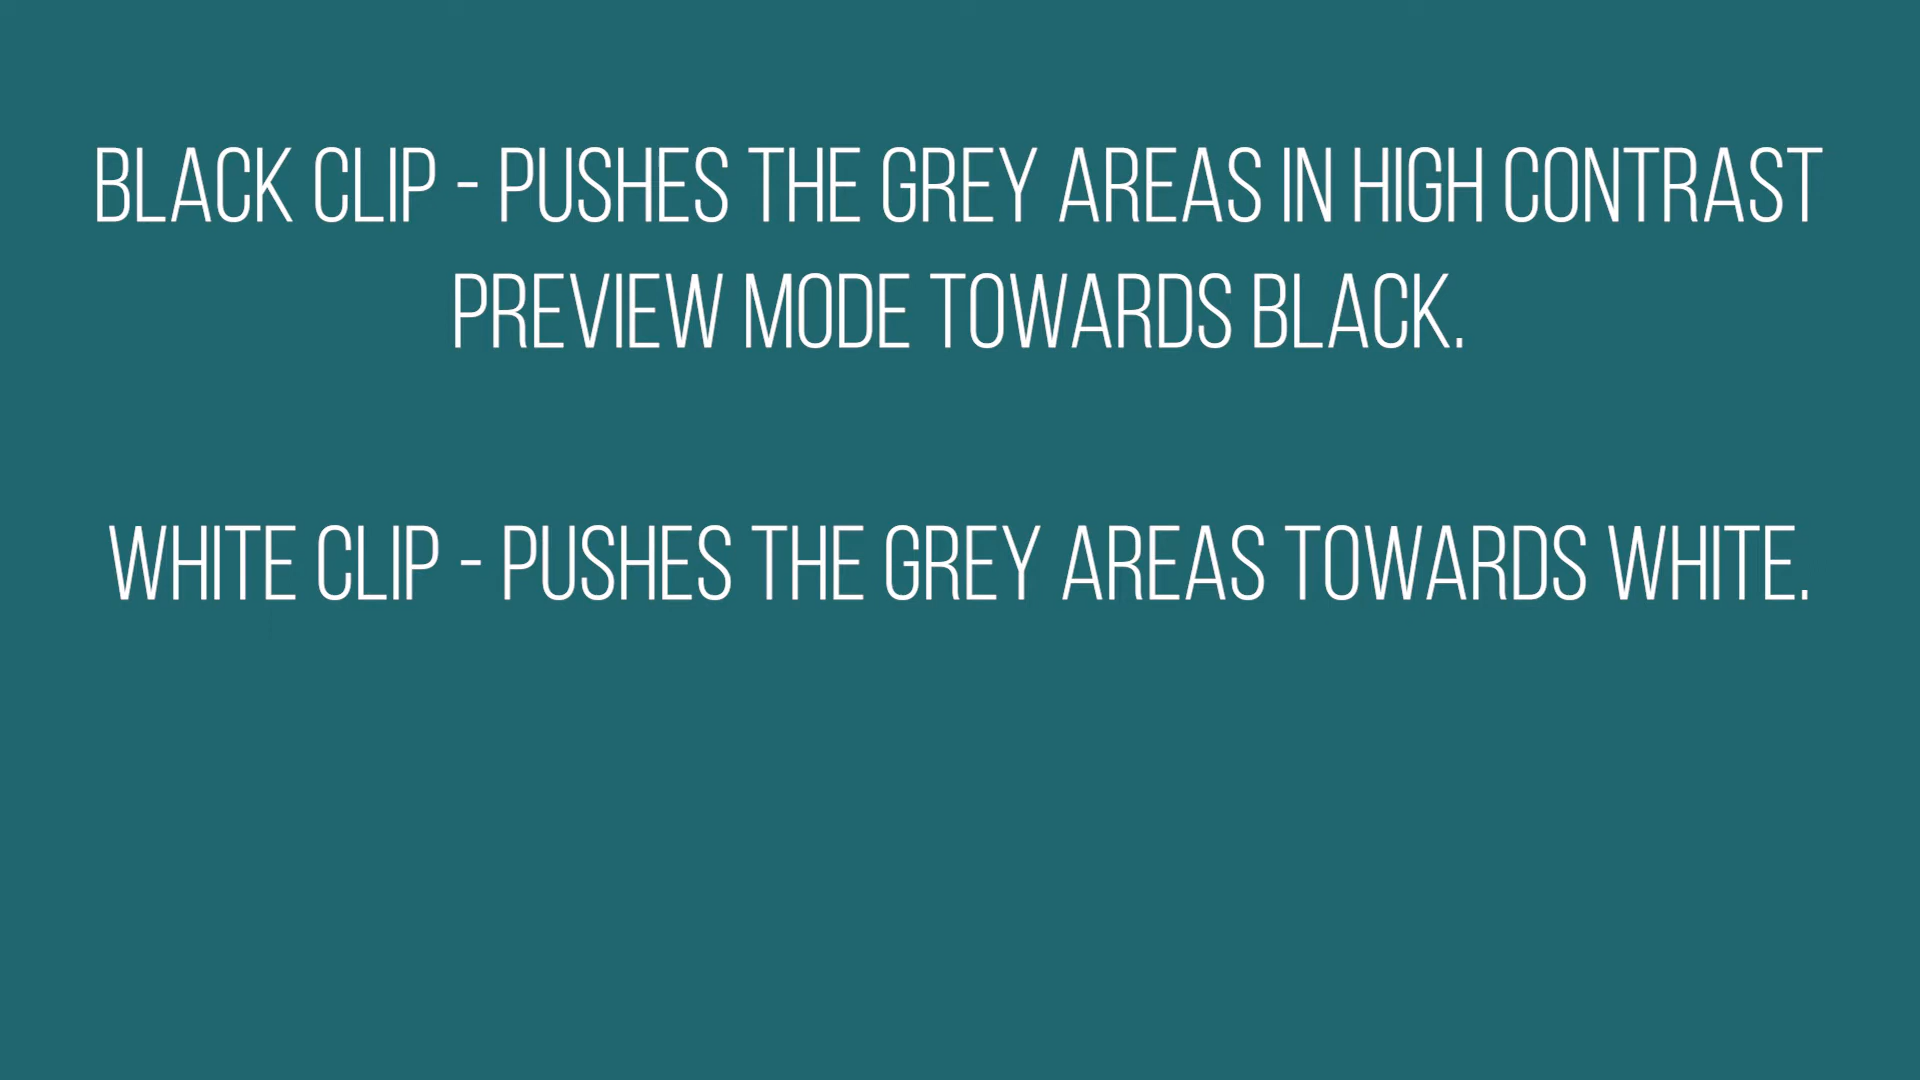 BLACK CLIP - PUSHES THE GREY AREAS IN HIGH CONTRAST
PREVIEW MODE TOWARDS BLACK.
WHITE CLIP - PUSHES THE GREY AREAS TOWARDS WHITE.